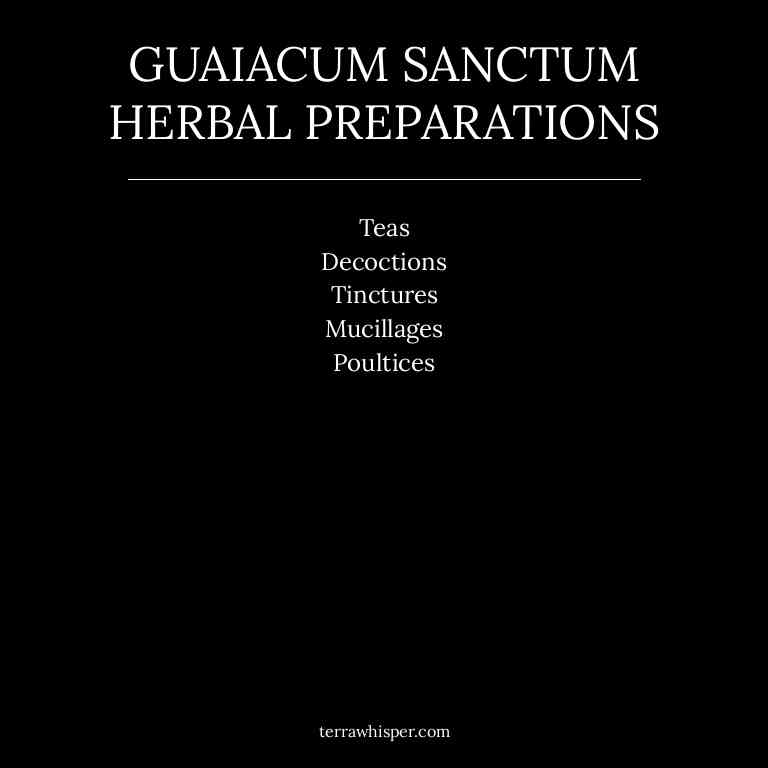 GUAIACUM SANCTUM
HERBAL PREPARATIONS
Teas
Decoctions
Tinctures
Mucillages
Poultices
terrawhisper.com